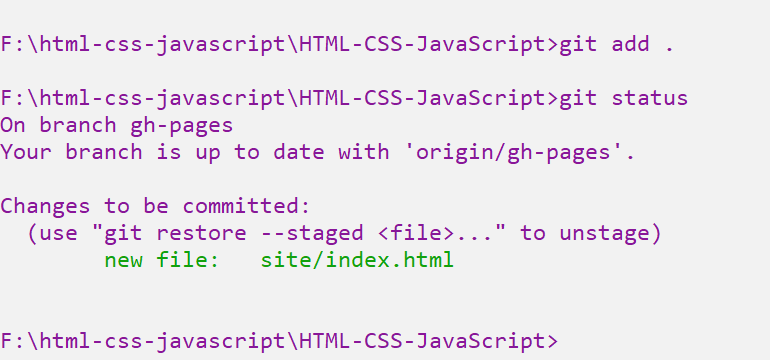 F:\html-css-javascript\HTML-CSS-JavaScript>git add .
F:\html-css-javascript\HTML-CSS-JavaScript>git status
On branch gh-pages
Your branch is up to date with 'origin/gh-pages'.
Changes to be committed:
  (use "git restore --staged <file>..." to unstage)
        new file:   site/index.html
F:\html-css-javascript\HTML-CSS-JavaScript>